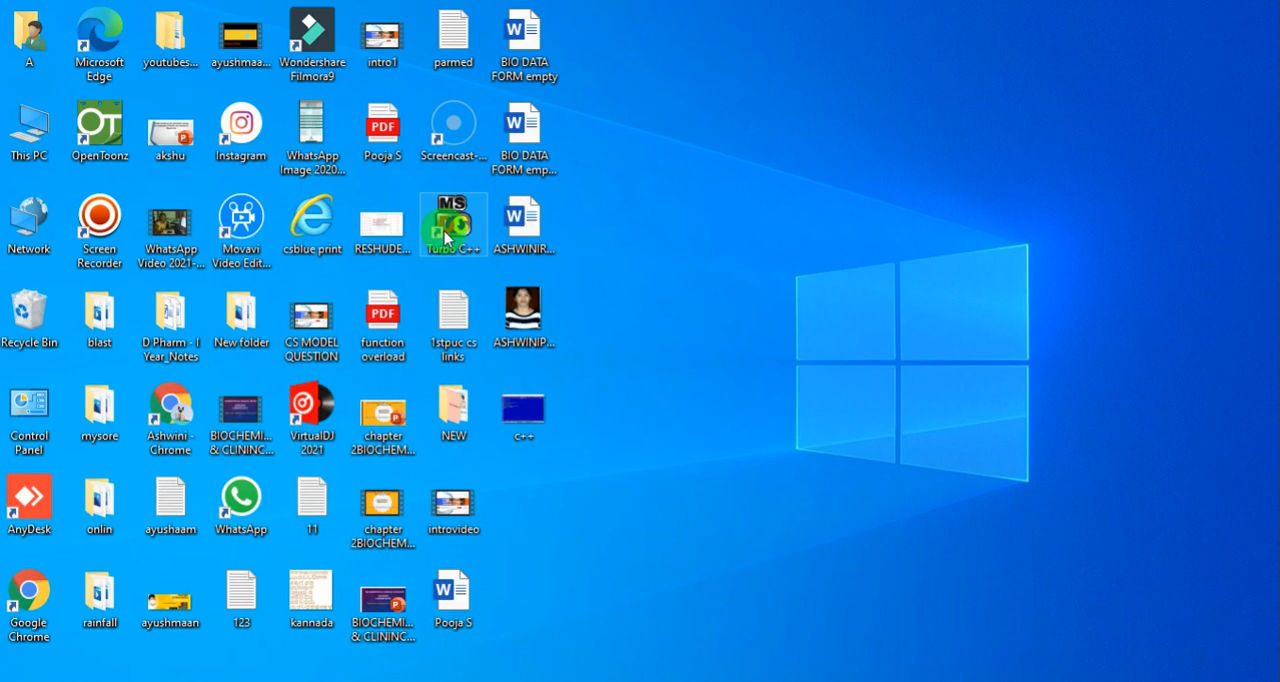 A
Microsoft
Edge
youtubes...
ayushmaa...
Wondershare
Filmora9
intro1
parmed
BIO DATA
FORM empty
This PC
OpenToonz
akshu
Instagram
WhatsApp
Image 2020...
Pooja S
Screencast-...
BIO DATA
FORM emp...
Network
Screen
Recorder
WhatsApp
Video 2021-...
Movavi
Video Edit...
csblue print
RESHUDE...
Turbo C++
ASHWINIR...
Recycle Bin
blast
D Pharm - I
Year_Notes
New folder
CS MODEL
QUESTION
function
overload
1stpuc cs
links
ASHWINIP...
Control
Panel
mysore
Ashwini -
Chrome
BIOCHEMI...
& CLININC...
VirtualDJ
2021
chapter
2BIOCHEM...
NEW
c++
AnyDesk
onlin
ayushaam
WhatsApp
11
chapter
2BIOCHEM...
introvideo
Google
Chrome
rainfall
ayushmaan
123
kannada
BIOCHEMI...
& CLININC...
Pooja S
OT
PDF
W
W
MS
W
PDF
W